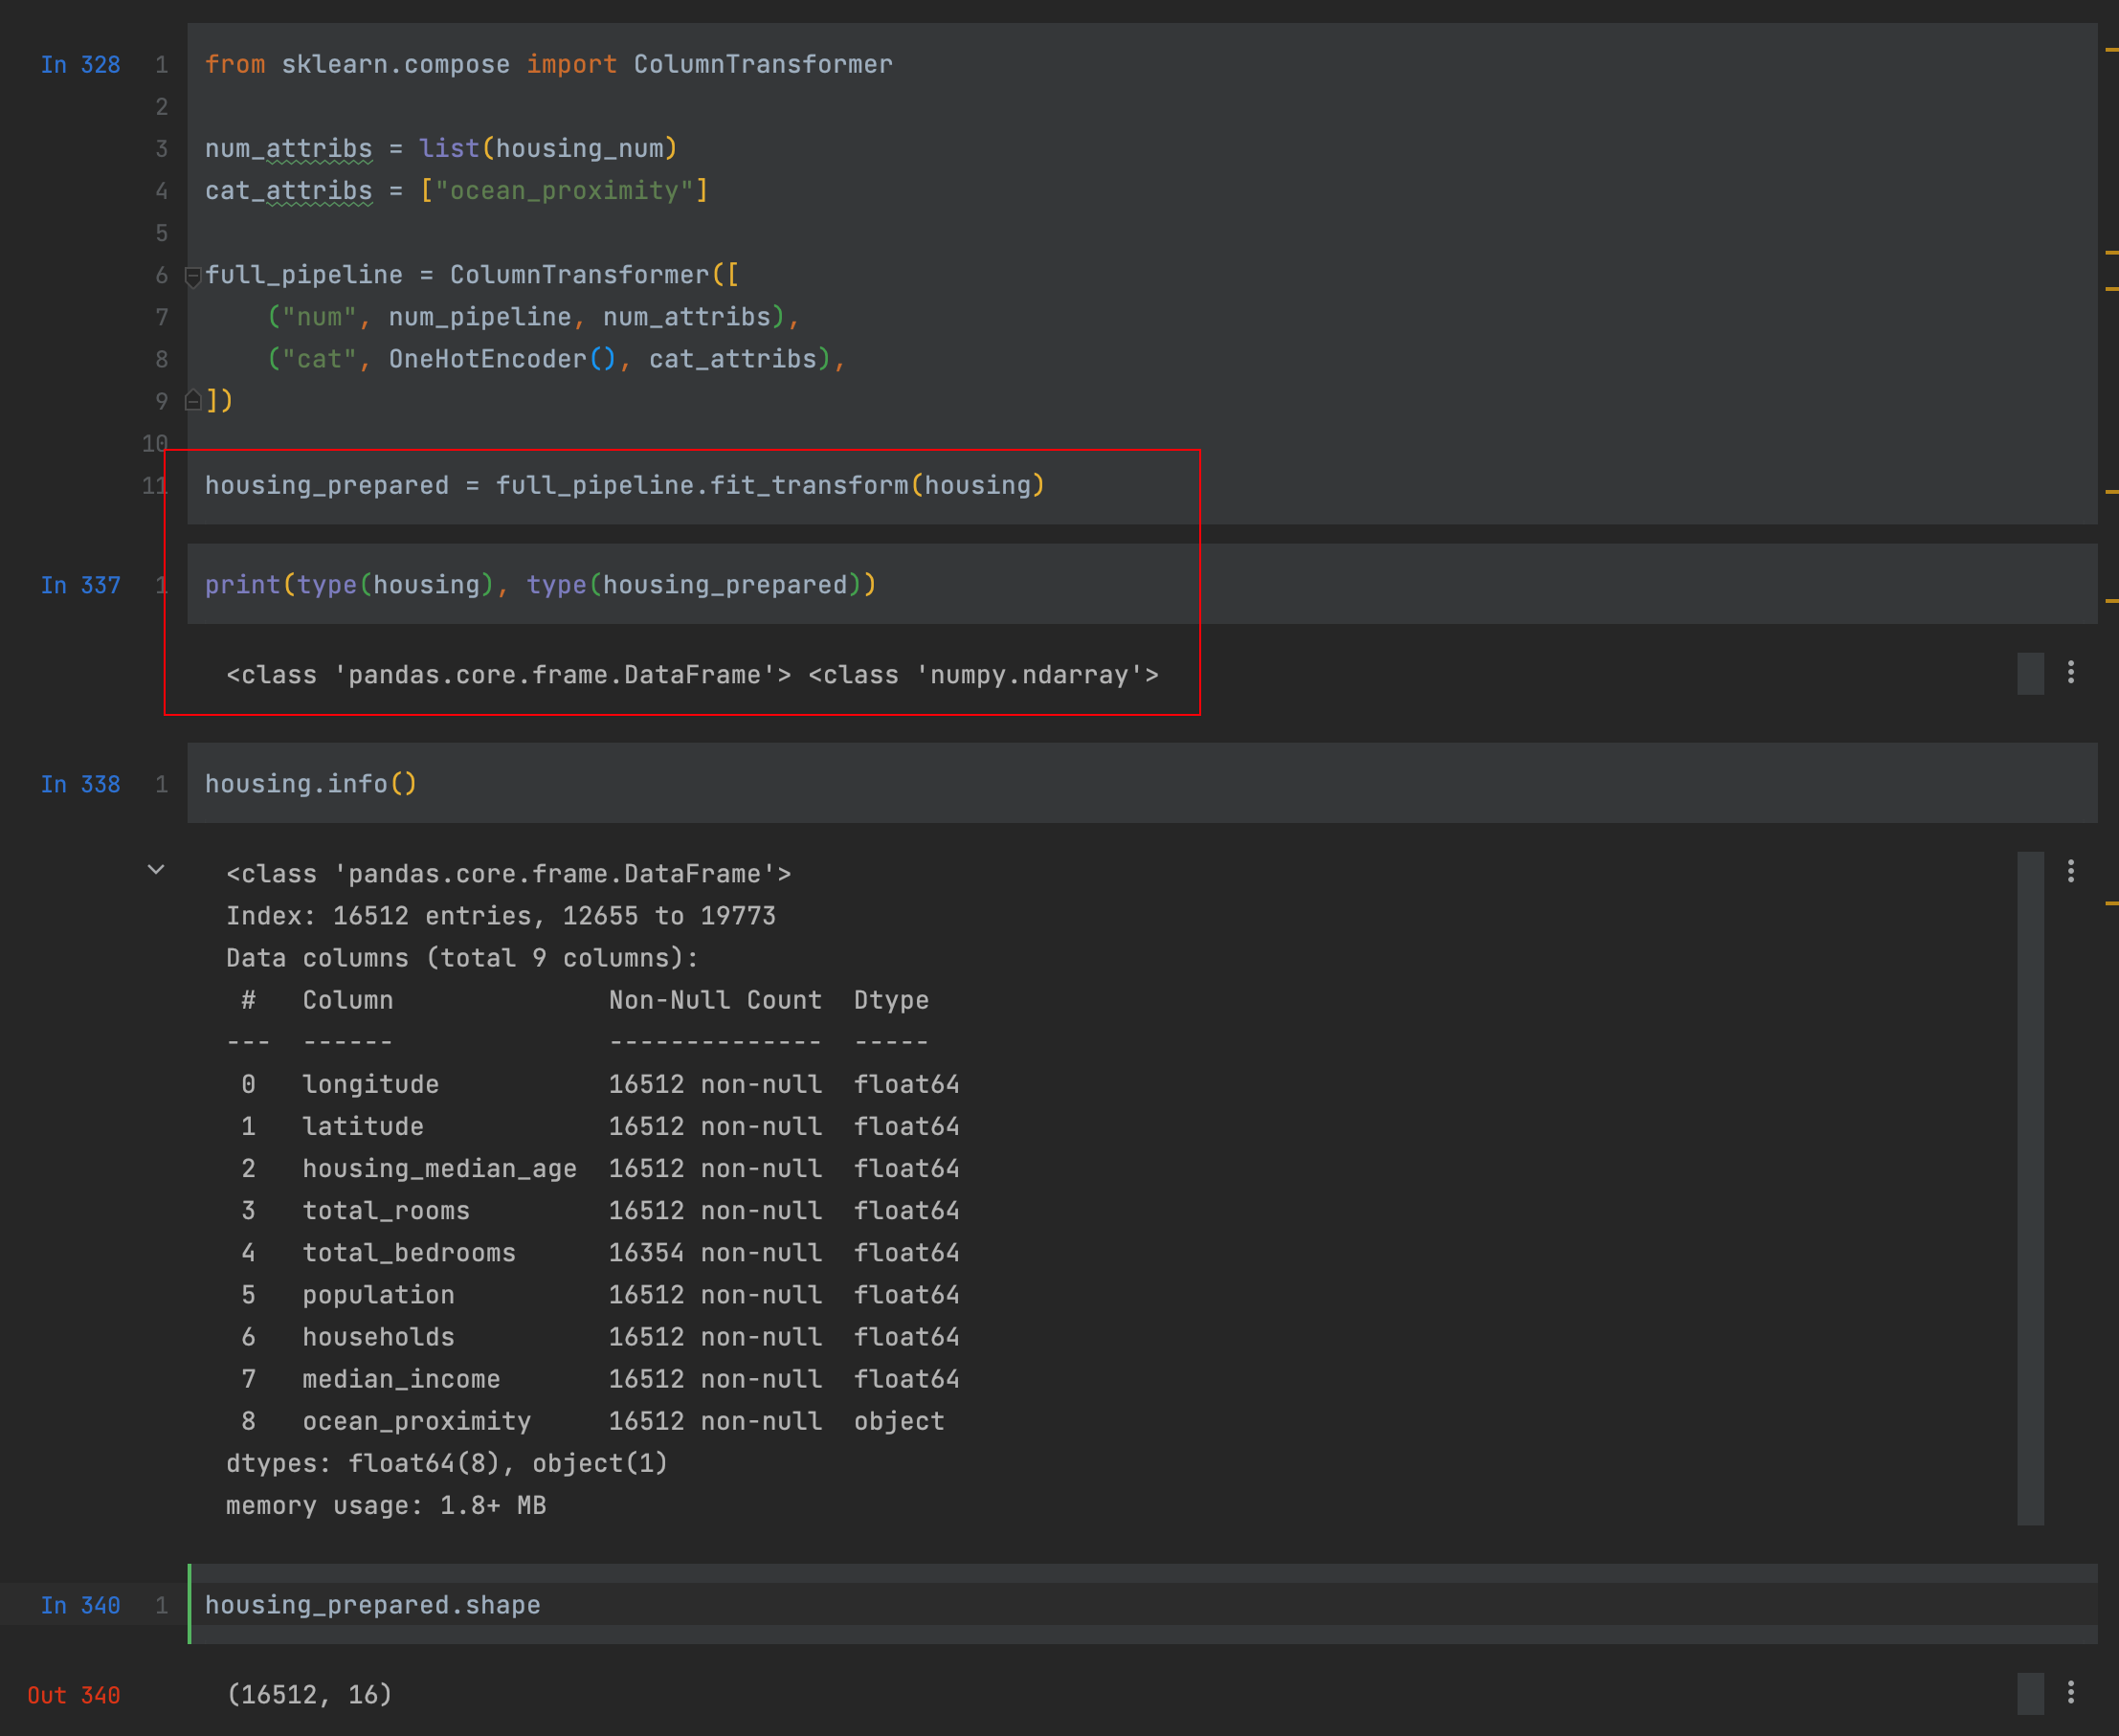 In 328
1 from sklearn.compose import ColumnTransformer
2
3 num_attribs = list(housing_num)
4 cat_attribs = ["ocean_proximity"]
5
6 full_pipeline = ColumnTransformer([
7     ("num", num_pipeline, num_attribs),
8     ("cat", OneHotEncoder(), cat_attribs),
9 ])
10
11 housing_prepared = full_pipeline.fit_transform(housing)
In 337 1 print(type(housing), type(housing_prepared))
<class 'pandas.core.frame.DataFrame'> <class 'numpy.ndarray'>
In 338 1 housing.info()
<class 'pandas.core.frame.DataFrame'>
Index: 16512 entries, 12655 to 19773
Data columns (total 9 columns):
 #   Column              Non-Null Count  Dtype
---  ------              --------------  -----
 0   longitude           16512 non-null  float64
 1   latitude            16512 non-null  float64
 2   housing_median_age  16512 non-null  float64
 3   total_rooms         16512 non-null  float64
 4   total_bedrooms      16354 non-null  float64
 5   population          16512 non-null  float64
 6   households          16512 non-null  float64
 7   median_income       16512 non-null  float64
 8   ocean_proximity     16512 non-null  object
dtypes: float64(8), object(1)
memory usage: 1.8+ MB
In 340 1 housing_prepared.shape
Out 340 (16512, 16)